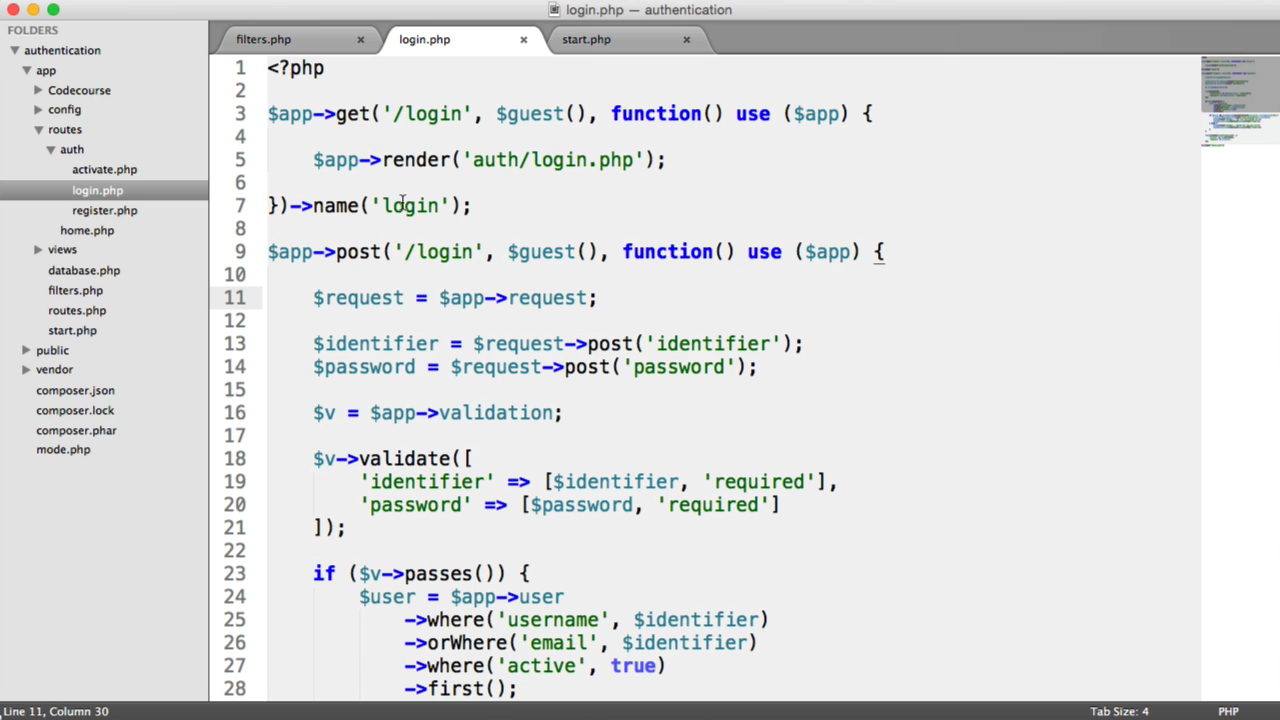 login.php — authentication
FOLDERS
authentication
app
Codecourse
config
routes
auth
activate.php
login.php
register.php
home.php
views
database.php
filters.php
routes.php
start.php
public
vendor
composer.json
composer.lock
composer.phar
mode.php
filters.php ×
login.php ×
start.php ×
1 <?php
2
3 $app->get('/login', $guest(), function() use ($app) {
4
5 $app->render('auth/login.php');
6
7 })->name('login');
8
9 $app->post('/login', $guest(), function() use ($app) {
10
11 $request = $app->request;
12
13 $identifier = $request->post('identifier');
14 $password = $request->post('password');
15
16 $v = $app->validation;
17
18 $v->validate([
19 'identifier' => [$identifier, 'required'],
20 'password' => [$password, 'required']
21 ]);
22
23 if ($v->passes()) {
24 $user = $app->user
25 ->where('username', $identifier)
26 ->orWhere('email', $identifier)
27 ->where('active', true)
28 ->first();
Line 11, Column 30
Tab Size: 4
PHP